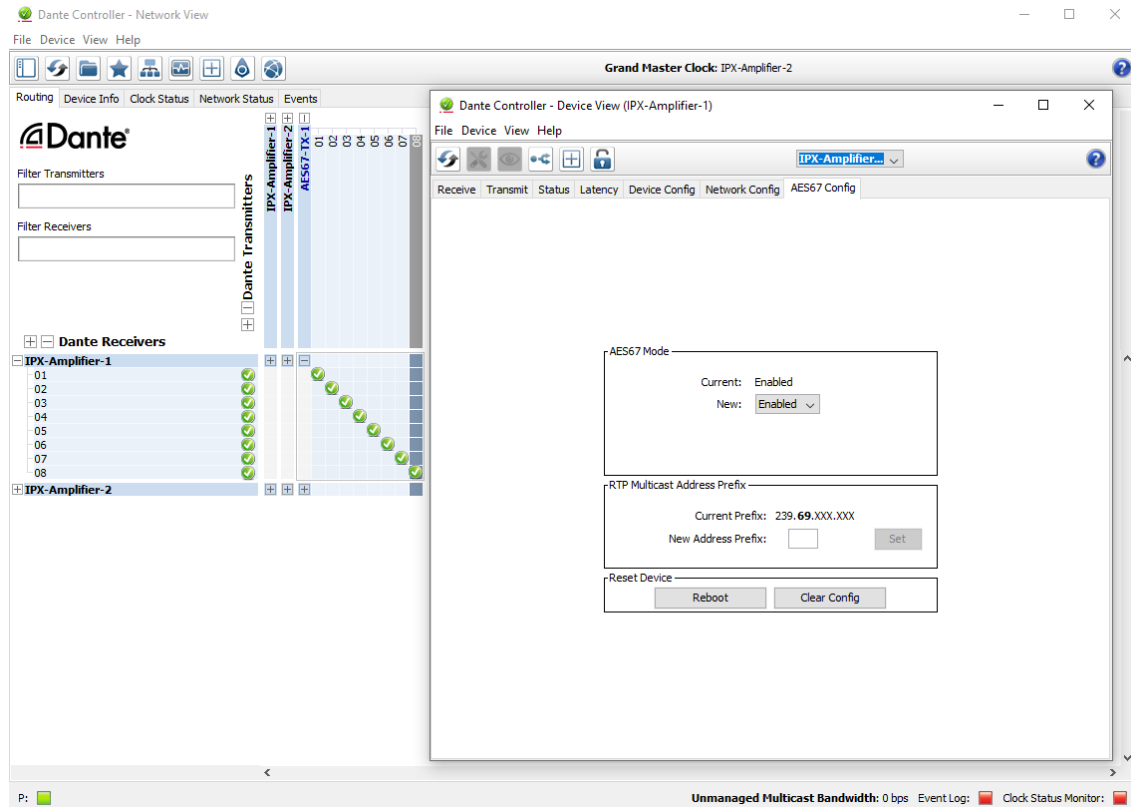 Dante Controller - Network View
File Device View Help
Grand Master Clock: IPX-Amplifier-2
Routing Device Info Clock Status Network Status Events
Dante
Filter Transmitters
Filter Receivers
Dante Transmitters
IPX-Amplifier-1
IPX-Amplifier-2
AES67-TX-1
01
02
03
04
05
06
07
08
Dante Receivers
IPX-Amplifier-1
01
02
03
04
05
06
07
08
IPX-Amplifier-2
Dante Controller - Device View (IPX-Amplifier-1)
File Device View Help
IPX-Amplifier...
Receive Transmit Status Latency Device Config Network Config AES67 Config
AES67 Mode
Current: Enabled
New: Enabled
RTP Multicast Address Prefix
Current Prefix: 239.69.XXX.XXX
New Address Prefix: Set
Reset Device
Reboot Clear Config
P: Unmanaged Multicast Bandwidth: 0 bps Event Log: Clock Status Monitor: